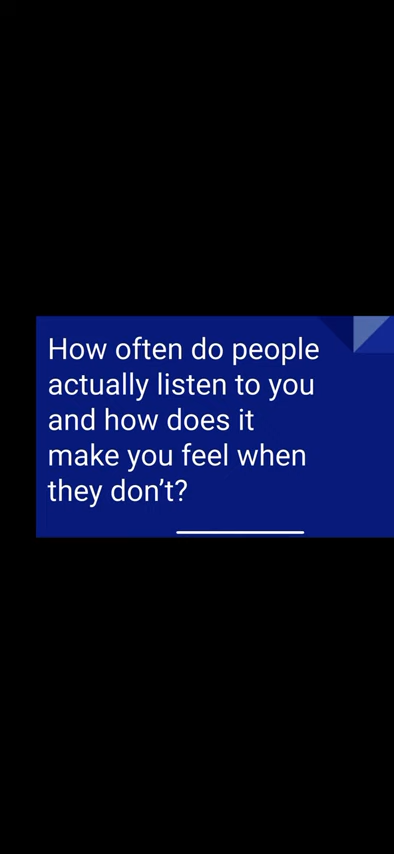 How often do people
actually listen to you
and how does it
make you feel when
they don’t?